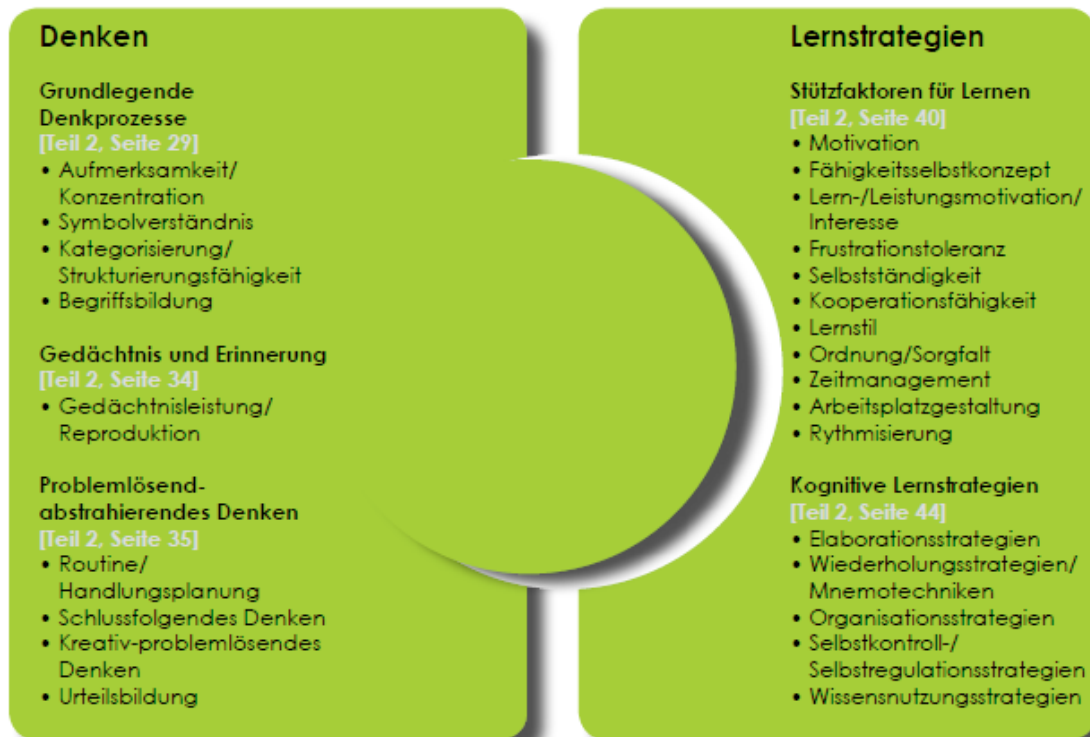 Denken
Grundlegende
Denkprozesse
[Teil 2, Seite 29]
• Aufmerksamkeit/
Konzentration
• Symbolverständnis
• Kategorisierung/
Strukturierungsfähigkeit
• Begriffsbildung
Gedächtnis und Erinnerung
[Teil 2, Seite 34]
• Gedächtnisleistung/
Reproduktion
Problemlösend-
abstrahierendes Denken
[Teil 2, Seite 35]
• Routine/
Handlungsplanung
• Schlussfolgendes Denken
• Kreativ-problemlösendes
Denken
• Urteilsbildung
Lernstrategien
Stützfaktoren für Lernen
[Teil 2, Seite 40]
• Motivation
• Fähigkeitsselbstkonzept
• Lern-/Leistungsmotivation/
Interesse
• Frustrationstoleranz
• Selbstständigkeit
• Kooperationsfähigkeit
• Lernstil
• Ordnung/Sorgfalt
• Zeitmanagement
• Arbeitsplatzgestaltung
• Rythmisierung
Kognitive Lernstrategien
[Teil 2, Seite 44]
• Elaborationsstrategien
• Wiederholungsstrategien/
Mnemotechniken
• Organisationsstrategien
• Selbstkontroll-/
Selbstregulationsstrategien
• Wissensnutzungsstrategien